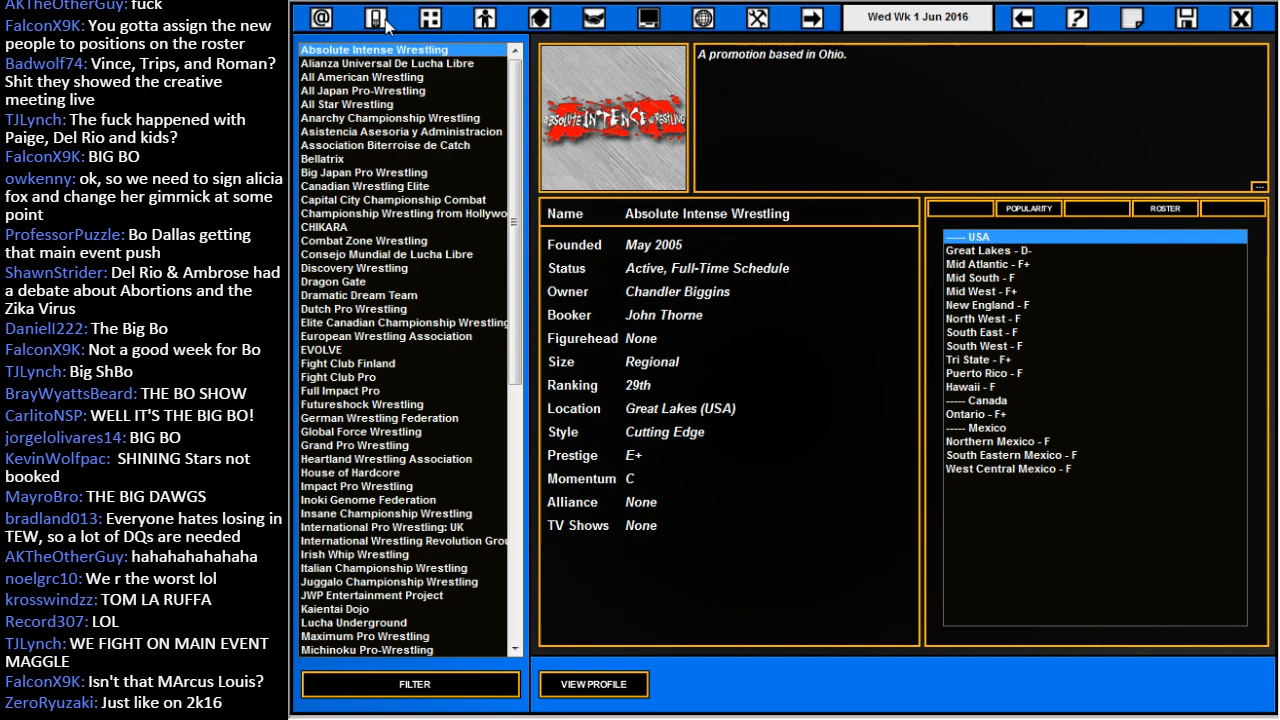 AKTheOtherGuy: fuck
FalconX9K: You gotta assign the new
people to positions on the roster
Badwolf74: Vince, Trips, and Roman?
Shit they showed the creative
meeting live
TJLynch: The fuck happened with
Paige, Del Rio and kids?
FalconX9K: BIG BO
owkenny: ok, so we need to sign alicia
fox and change her gimmick at some
point
ProfessorPuzzle: Bo Dallas getting
that main event push
ShawnStrider: Del Rio & Ambrose had
a debate about Abortions and the
Zika Virus
Daniell222: The Big Bo
FalconX9K: Not a good week for Bo
TJLynch: Big ShBo
BrayWyattsBeard: THE BO SHOW
CarlitoNSP: WELL IT'S THE BIG BO!
jorgelolivares14: BIG BO
KevinWolfpac: SHINING Stars not
booked
MayroBro: THE BIG DAWGS
bradland013: Everyone hates losing in
TEW, so a lot of DQs are needed
AKTheOtherGuy: hahahahahahaha
noelgrc10: We r the worst lol
krosswindzz: TOM LA RUFFA
Record307: LOL
TJLynch: WE FIGHT ON MAIN EVENT
MAGGLE
FalconX9K: Isn't that MArcus Louis?
ZeroRyuzaki: Just like on 2k16
Wed Wk 1 Jun 2016
Absolute Intense Wrestling
Alianza Universal De Lucha Libre
All American Wrestling
All Japan Pro-Wrestling
All Star Wrestling
Anarchy Championship Wrestling
Asistencia Asesoria y Administracion
Association Biterroise de Catch
Bellatrix
Big Japan Pro Wrestling
Canadian Wrestling Elite
Capital City Championship Combat
Championship Wrestling from Hollywo
CHIKARA
Combat Zone Wrestling
Consejo Mundial de Lucha Libre
Discovery Wrestling
Dragon Gate
Dramatic Dream Team
Dutch Pro Wrestling
Elite Canadian Championship Wrestling
European Wrestling Association
EVOLVE
Fight Club Finland
Fight Club Pro
Full Impact Pro
Futureshock Wrestling
German Wrestling Federation
Global Force Wrestling
Grand Pro Wrestling
Heartland Wrestling Association
House of Hardcore
Impact Pro Wrestling
Inoki Genome Federation
Insane Championship Wrestling
International Pro Wrestling: UK
International Wrestling Revolution Grou
Irish Whip Wrestling
Italian Championship Wrestling
Juggalo Championship Wrestling
JWP Entertainment Project
Kaientai Dojo
Lucha Underground
Maximum Pro Wrestling
Michinoku Pro-Wrestling
FILTER
ABSOLUTE INTENSE WRESTLING
A promotion based in Ohio.
...
Name Absolute Intense Wrestling
Founded May 2005
Status Active, Full-Time Schedule
Owner Chandler Biggins
Booker John Thorne
Figurehead None
Size Regional
Ranking 29th
Location Great Lakes (USA)
Style Cutting Edge
Prestige E+
Momentum C
Alliance None
TV Shows None
VIEW PROFILE
POPULARITY ROSTER
----- USA
Great Lakes - D-
Mid Atlantic - F+
Mid South - F
Mid West - F+
New England - F
North West - F
South East - F
South West - F
Tri State - F+
Puerto Rico - F
Hawaii - F
----- Canada
Ontario - F+
----- Mexico
Northern Mexico - F
South Eastern Mexico - F
West Central Mexico - F